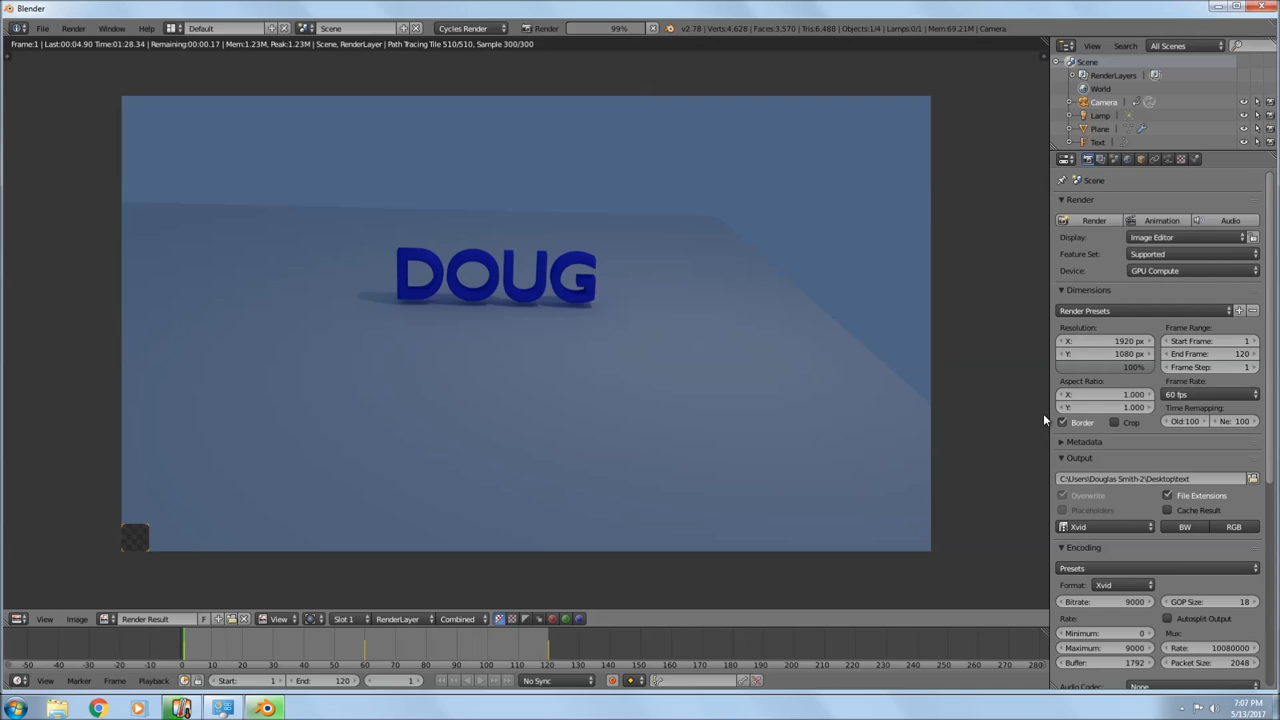 Blender
File Render Window Help Default Scene Cycles Render Render 99% v2.78 | Verts:4,628 | Faces:3,570 | Tris:6,488 | Objects:1/4 | Lamps:0/1 | Mem:69.21M | Camera
Frame:1 | Last:00:04.90 Time:01:28.34 | Remaining:00:00.17 | Mem:1.23M, Peak:1.23M | Scene, RenderLayer | Path Tracing Tile 510/510, Sample 300/300
View Search All Scenes
Scene
RenderLayers
World
Camera
Lamp
Plane
Text
Scene
Render
Render Animation Audio
Display: Image Editor
Feature Set: Supported
Device: GPU Compute
Dimensions
Render Presets
Resolution: Frame Range:
X: 1920 px Start Frame: 1
Y: 1080 px End Frame: 120
100% Frame Step: 1
Aspect Ratio: Frame Rate:
X: 1.000 60 fps
Y: 1.000 Time Remapping:
Border Crop Old:100 Ne: 100
Metadata
Output
C:\Users\Douglas Smith-2\Desktop\text
Overwrite File Extensions
Placeholders Cache Result
Xvid BW RGB
Encoding
Presets
Format: Xvid
Bitrate: 9000 GOP Size: 18
Rate: Autosplit Output
Minimum: 0 Mux:
Maximum: 9000 Rate: 10080000
Buffer: 1792 Packet Size: 2048
Audio Codec: None
DOUG
View Image Render Result F View Slot 1 RenderLayer Combined
-50 -40 -30 -20 -10 0 10 20 30 40 50 60 70 80 90 100 110 120 130 140 150 160 170 180 190 200 210 220 230 240 250 260 270 280
View Marker Frame Playback Start: 1 End: 120 1 No Sync
7:07 PM
5/13/2017